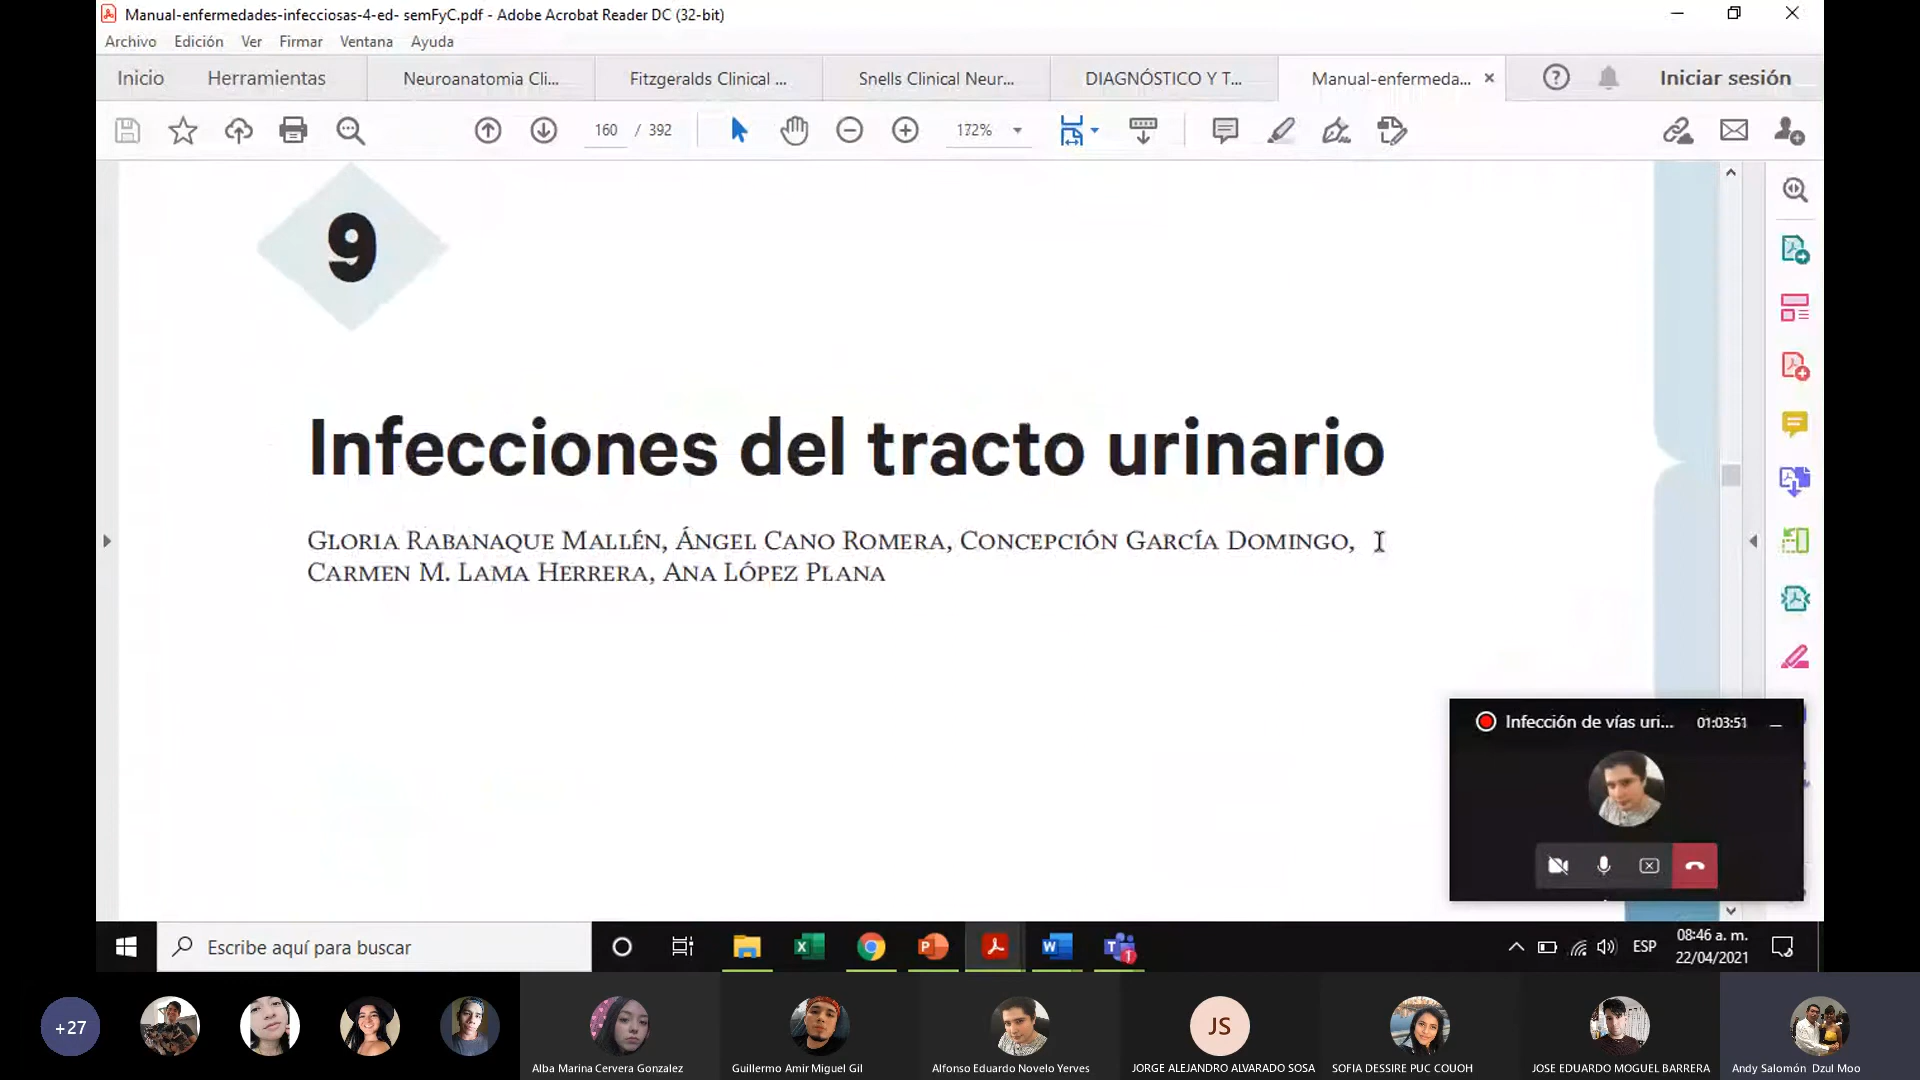 Manual-enfermedades-infecciosas-4-ed- semFyC.pdf - Adobe Acrobat Reader DC (32-bit)
Archivo Edición Ver Firmar Ventana Ayuda
Inicio Herramientas Neuroanatomia Cli... Fitzgeralds Clinical ... Snells Clinical Neur... DIAGNÓSTICO Y T... Manual-enfermeda... Iniciar sesión
160 / 392 172%
9
Infecciones del tracto urinario
Gloria Rabanaque Mallén, Ángel Cano Romera, Concepción García Domingo,
Carmen M. Lama Herrera, Ana López Plana
Infección de vías uri... 01:03:51
Escribe aquí para buscar
ESP
08:46 a. m.
22/04/2021
+27
JS
Alba Marina Cervera Gonzalez
Guillermo Amir Miguel Gil
Alfonso Eduardo Novelo Yerves
JORGE ALEJANDRO ALVARADO SOSA
SOFIA DESSIRE PUC COUOH
JOSE EDUARDO MOGUEL BARRERA
Andy Salomón Dzul Moo